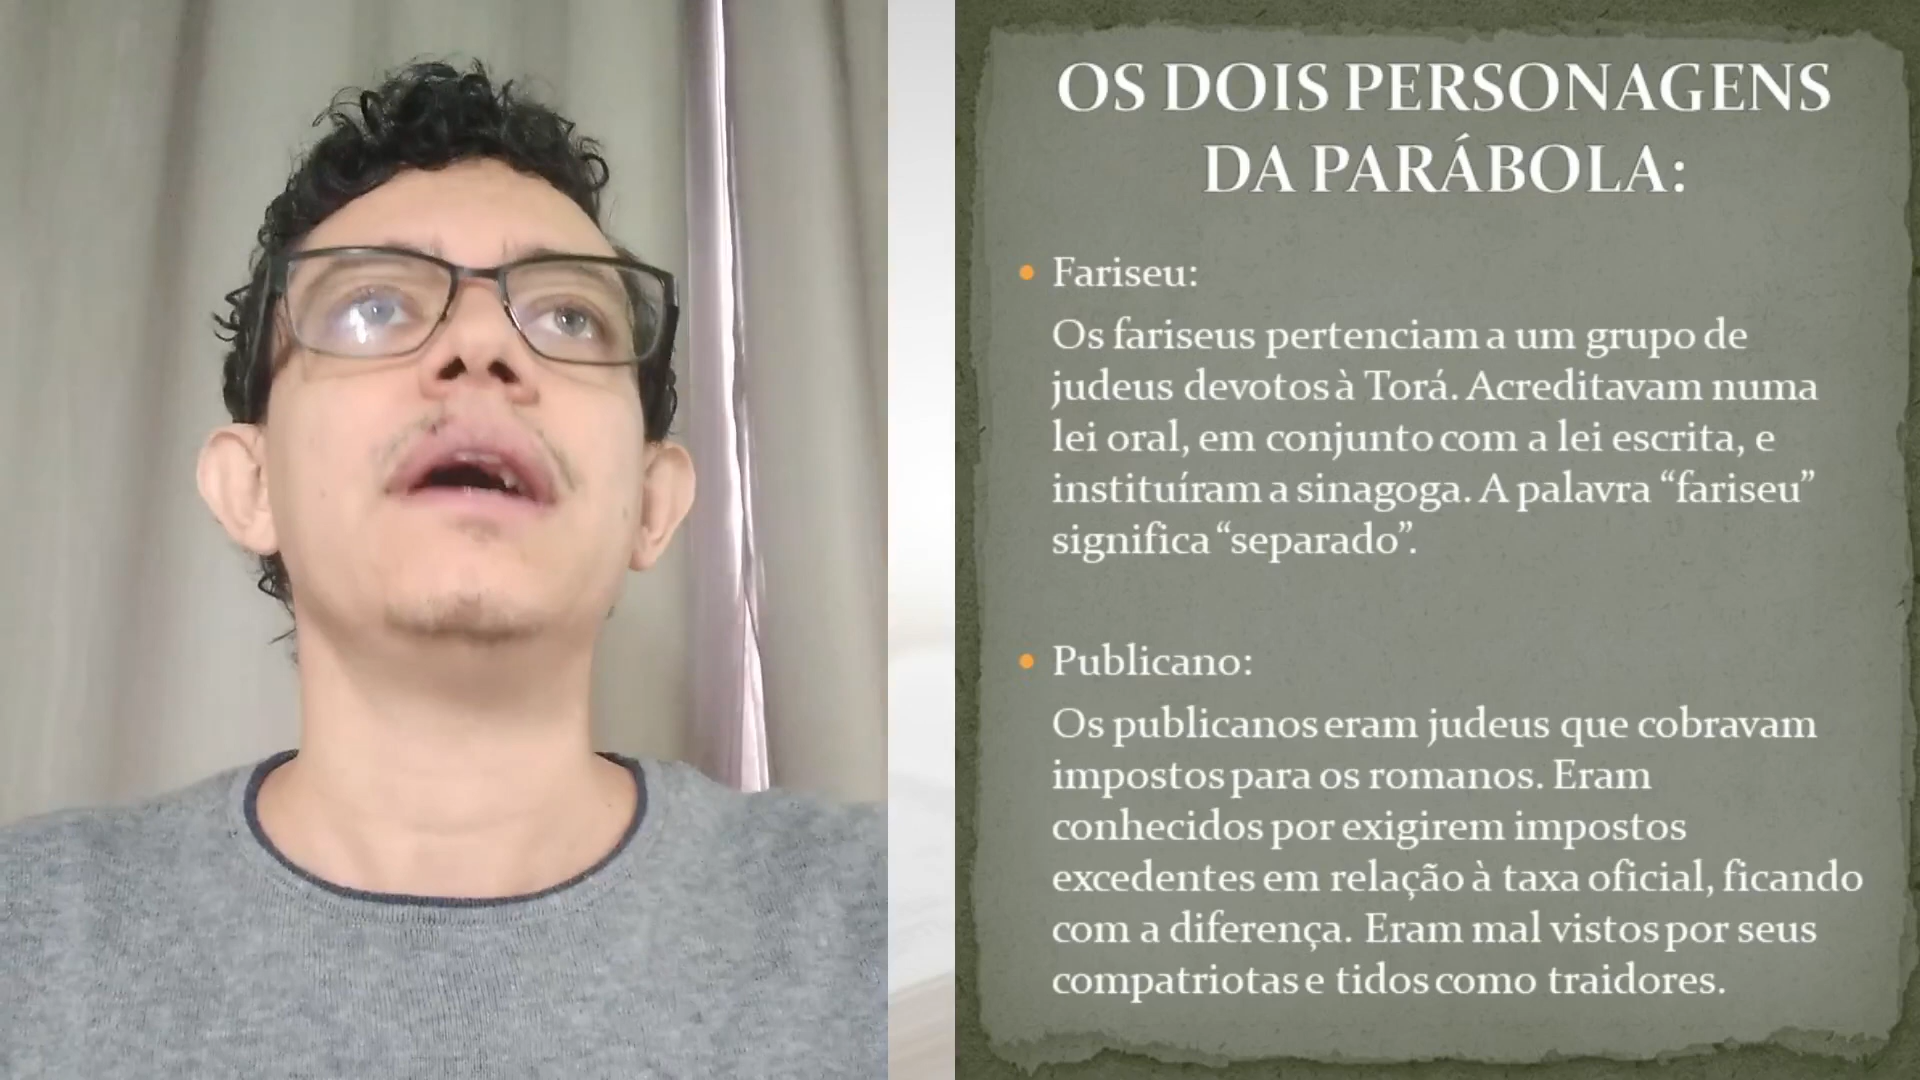 OS DOIS PERSONAGENS
DA PARÁBOLA:
Fariseu:
Os fariseus pertenciam a um grupo de
judeus devotos à Torá. Acreditavam numa
lei oral, em conjunto com a lei escrita, e
instituíram a sinagoga. A palavra “fariseu”
significa “separado”.
Publicano:
Os publicanos eram judeus que cobravam
impostos para os romanos. Eram
conhecidos por exigirem impostos
excedentes em relação à taxa oficial, ficando
com a diferença. Eram mal vistos por seus
compatriotas e tidos como traidores.